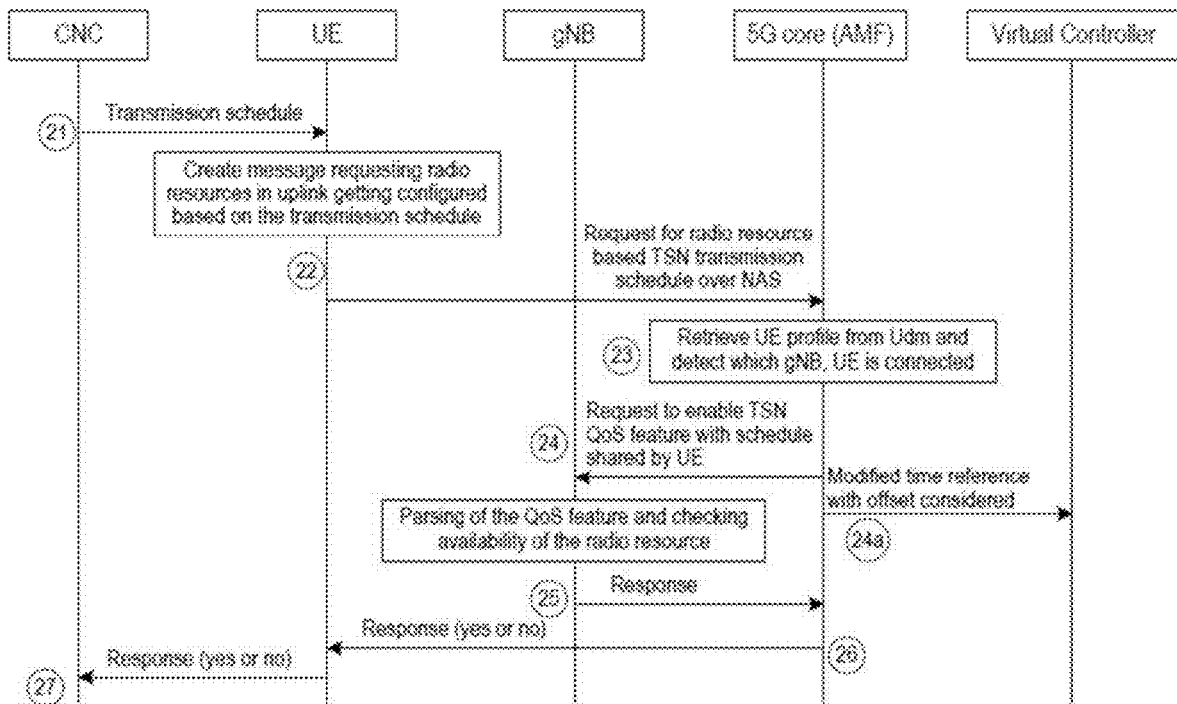 CNC
UE
gNB
5G core (AMF)
Virtual Controller
Transmission schedule
21
Create message requesting radio
resources in uplink getting configured
based on the transmission schedule
Request for radio resource
based TSN transmission
schedule over NAS
22
Retrieve UE profile from Udm and
detect which gNB, UE is connected
23
Request to enable TSN
QoS feature with schedule
shared by UE
24
Modified time reference
with offset considered
24a
Parsing of the QoS feature and checking
availability of the radio resource
Response
25
Response (yes or no)
26
Response (yes or no)
27